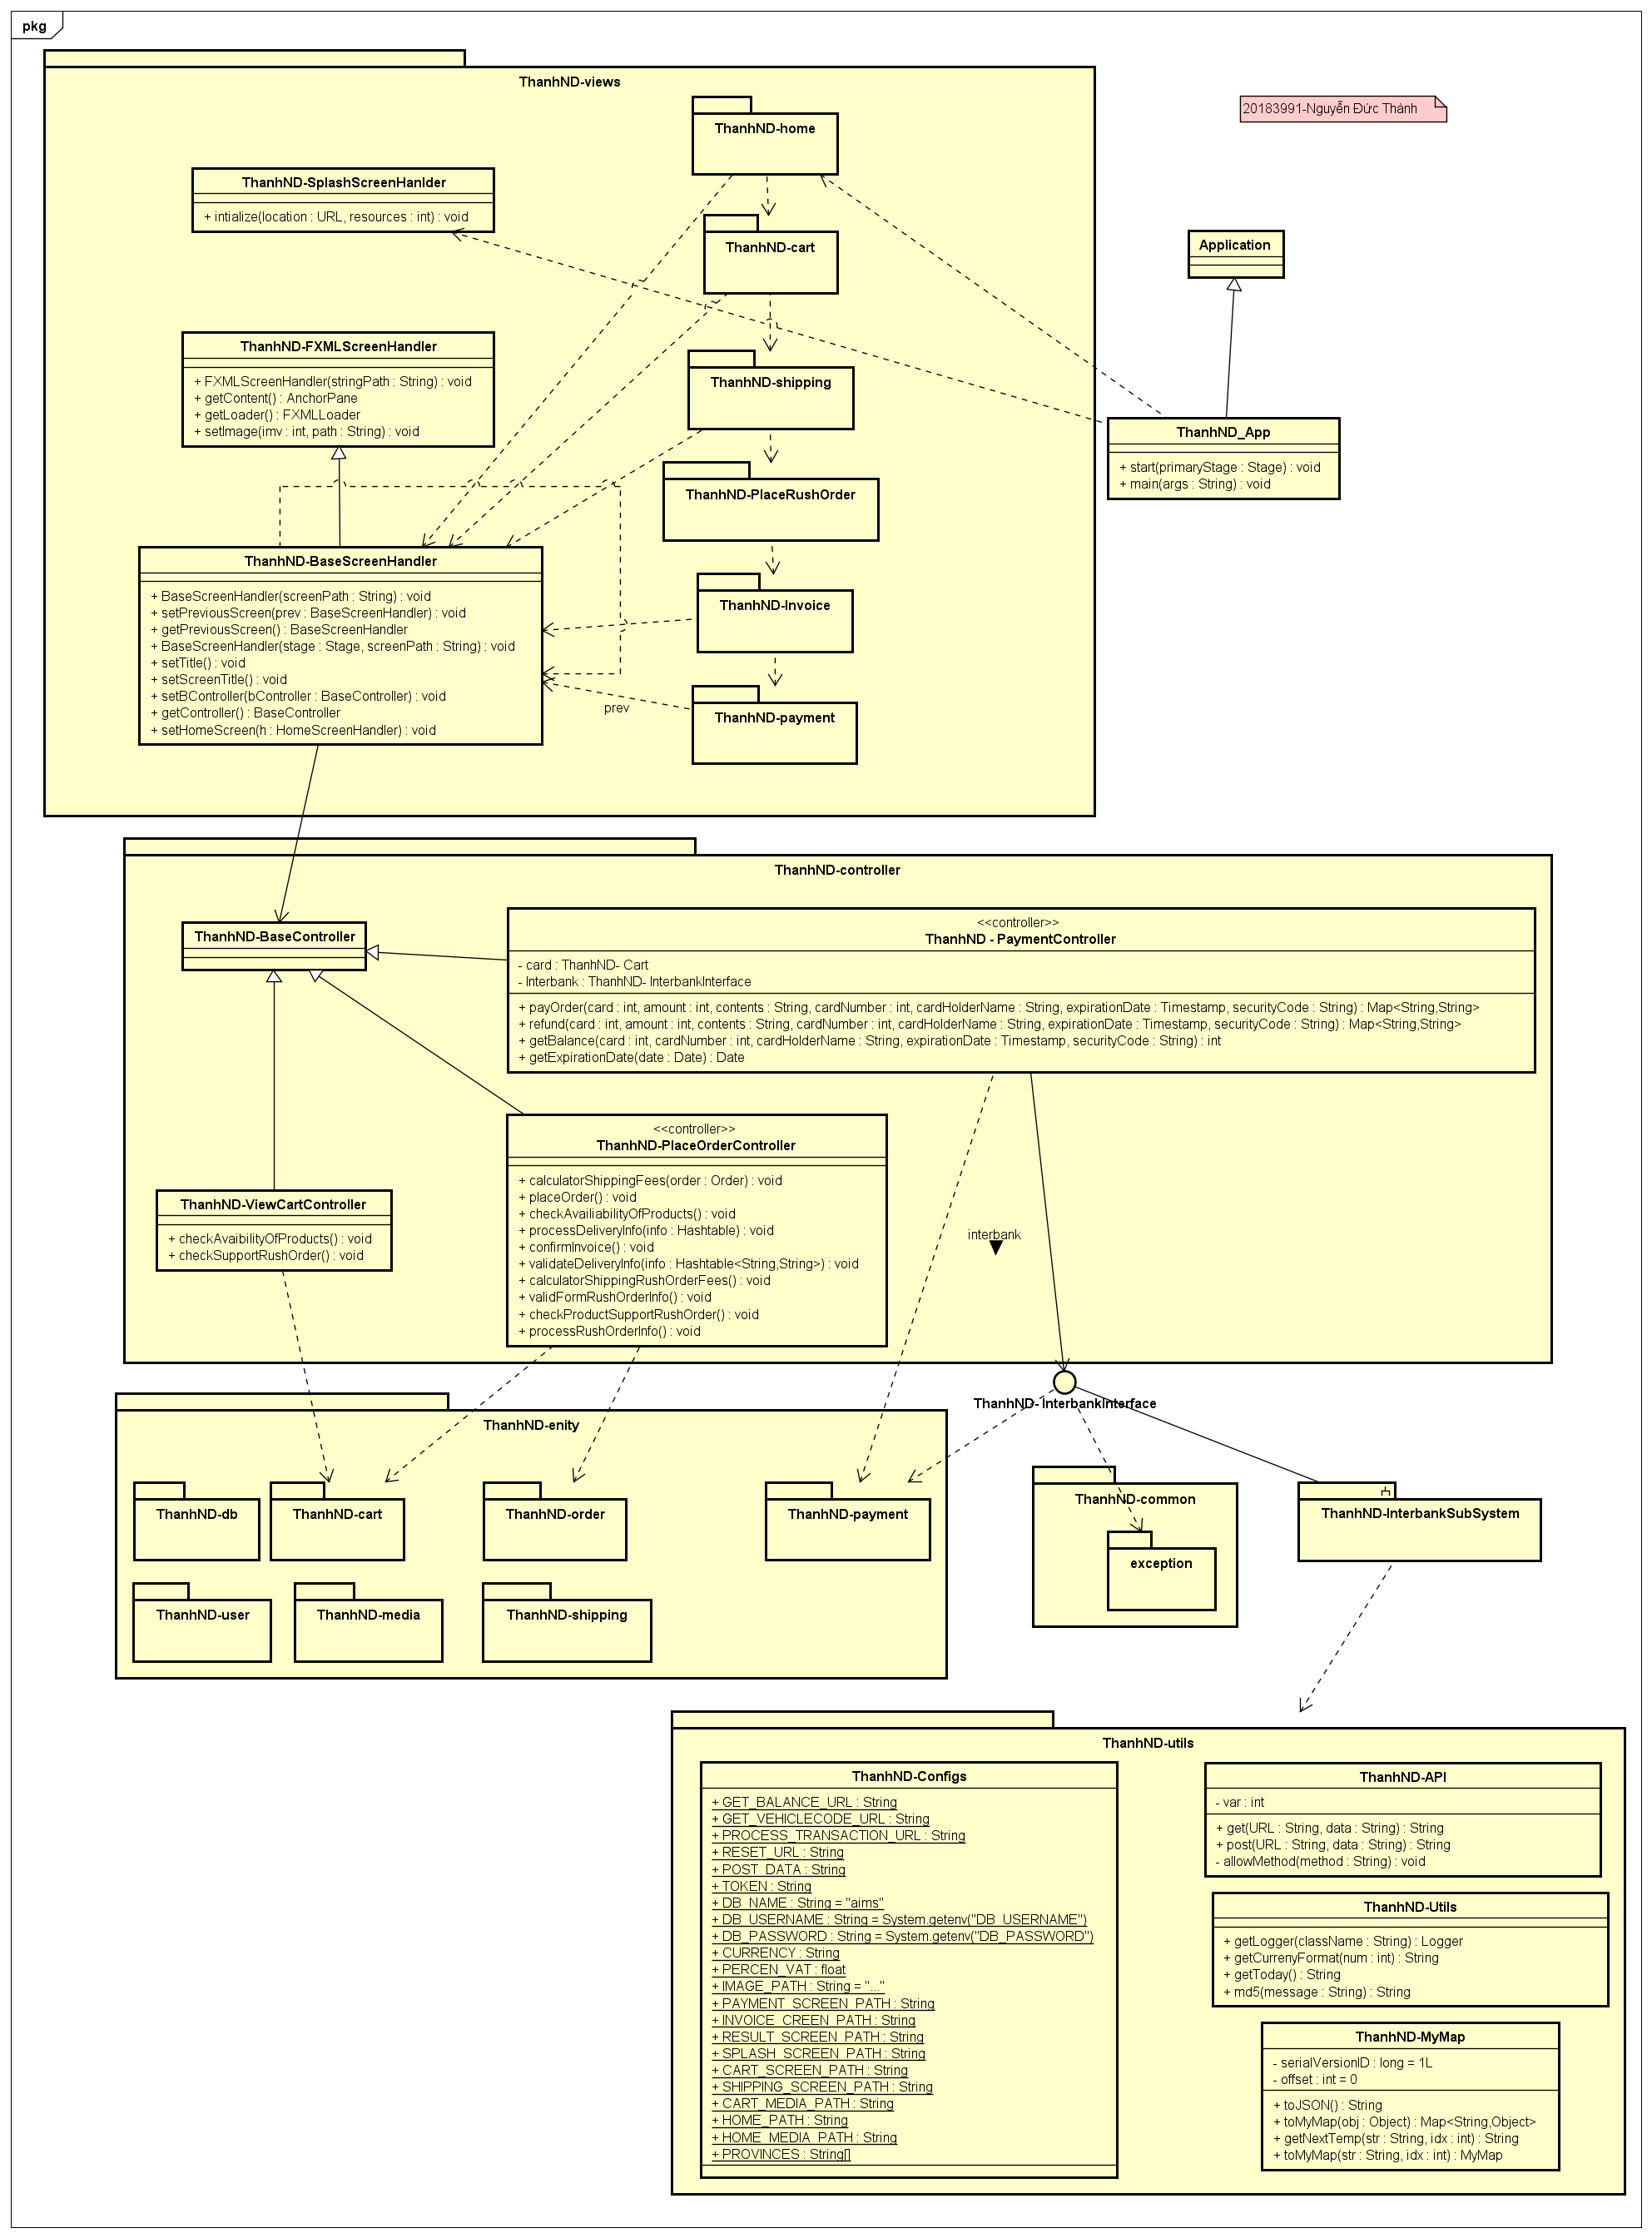 pkg
ThanhND-views
20183991-Nguyễn Đức Thành
ThanhND-home
ThanhND-SplashScreenHanlder
+ intialize(location : URL, resources : int) : void
ThanhND-cart
Application
ThanhND-FXMLScreenHandler
+ FXMLScreenHandler(stringPath : String) : void
+ getContent() : AnchorPane
+ getLoader() : FXMLLoader
+ setImage(imv : int, path : String) : void
ThanhND-shipping
ThanhND_App
+ start(primaryStage : Stage) : void
+ main(args : String) : void
ThanhND-PlaceRushOrder
ThanhND-BaseScreenHandler
+ BaseScreenHandler(screenPath : String) : void
+ setPreviousScreen(prev : BaseScreenHandler) : void
+ getPreviousScreen() : BaseScreenHandler
+ BaseScreenHandler(stage : Stage, screenPath : String) : void
+ setTitle() : void
+ setScreenTitle() : void
+ setBController(bController : BaseController) : void
+ getController() : BaseController
+ setHomeScreen(h : HomeScreenHandler) : void
ThanhND-Invoice
prev
ThanhND-payment
ThanhND-controller
ThanhND-BaseController
<<controller>>
ThanhND - PaymentController
- card : ThanhND- Cart
- Interbank : ThanhND- InterbankInterface
+ payOrder(card : int, amount : int, contents : String, cardNumber : int, cardHolderName : String, expirationDate : Timestamp, securityCode : String) : Map<String,String>
+ refund(card : int, amount : int, contents : String, cardNumber : int, cardHolderName : String, expirationDate : Timestamp, securityCode : String) : Map<String,String>
+ getBalance(card : int, cardNumber : int, cardHolderName : String, expirationDate : Timestamp, securityCode : String) : int
+ getExpirationDate(date : Date) : Date
<<controller>>
ThanhND-PlaceOrderController
+ calculatorShippingFees(order : Order) : void
+ placeOrder() : void
+ checkAvailiabilityOfProducts() : void
+ processDeliveryInfo(info : Hashtable) : void
+ confirmInvoice() : void
+ validateDeliveryInfo(info : Hashtable<String,String>) : void
+ calculatorShippingRushOrderFees() : void
+ validFormRushOrderInfo() : void
+ checkProductSupportRushOrder() : void
+ processRushOrderInfo() : void
ThanhND-ViewCartController
+ checkAvaibilityOfProducts() : void
+ checkSupportRushOrder() : void
interbank
ThanhND- InterbankInterface
ThanhND-enity
ThanhND-db
ThanhND-cart
ThanhND-order
ThanhND-payment
ThanhND-user
ThanhND-media
ThanhND-shipping
ThanhND-common
exception
ThanhND-InterbankSubSystem
ThanhND-utils
ThanhND-Configs
+ GET_BALANCE_URL : String
+ GET_VEHICLECODE_URL : String
+ PROCESS_TRANSACTION_URL : String
+ RESET_URL : String
+ POST_DATA : String
+ TOKEN : String
+ DB_NAME : String = "aims"
+ DB_USERNAME : String = System.getenv("DB_USERNAME")
+ DB_PASSWORD : String = System.getenv("DB_PASSWORD")
+ CURRENCY : String
+ PERCEN_VAT : float
+ IMAGE_PATH : String = "..."
+ PAYMENT_SCREEN_PATH : String
+ INVOICE_CREEN_PATH : String
+ RESULT_SCREEN_PATH : String
+ SPLASH_SCREEN_PATH : String
+ CART_SCREEN_PATH : String
+ SHIPPING_SCREEN_PATH : String
+ CART_MEDIA_PATH : String
+ HOME_PATH : String
+ HOME_MEDIA_PATH : String
+ PROVINCES : String[]
ThanhND-API
- var : int
+ get(URL : String, data : String) : String
+ post(URL : String, data : String) : String
- allowMethod(method : String) : void
ThanhND-Utils
+ getLogger(className : String) : Logger
+ getCurrenyFormat(num : int) : String
+ getToday() : String
+ md5(message : String) : String
ThanhND-MyMap
- serialVersionID : long = 1L
- offset : int = 0
+ toJSON() : String
+ toMyMap(obj : Object) : Map<String,Object>
+ getNextTemp(str : String, idx : int) : String
+ toMyMap(str : String, idx : int) : MyMap